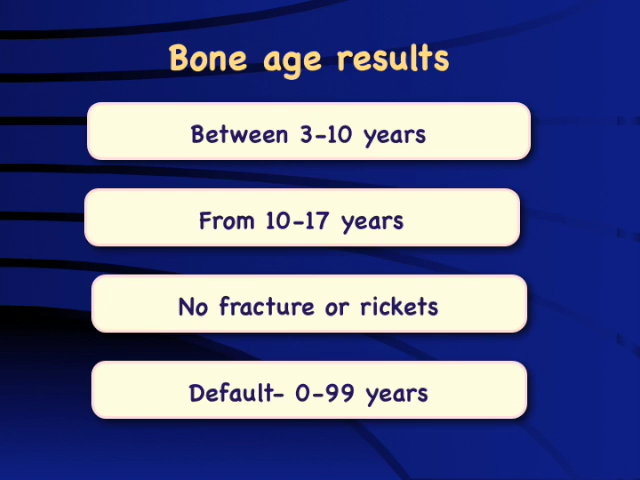 Bone age results
Between 3-10 years
From 10-17 years
No fracture or rickets
Default- 0-99 years